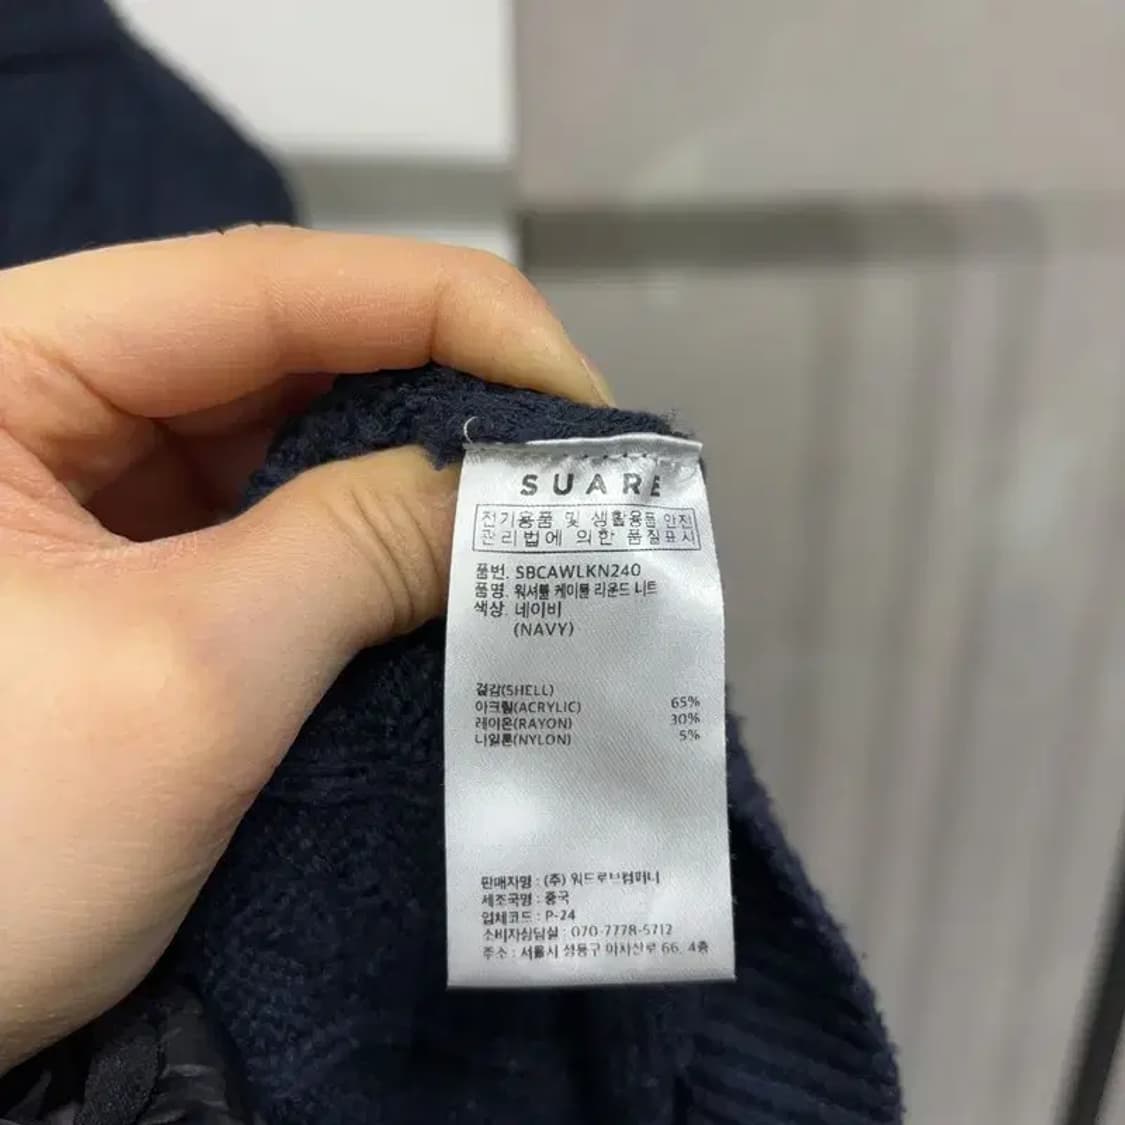 SUARE
전기용품 및 생활용품 안전
관리법에 의한 품질표시
품번. SBCAWLKN240
품명. 워셔블 케이블 라운드 니트
색상. 네이비
(NAVY)
겉감(SHELL)
아크릴(ACRYLIC) 65%
레이온(RAYON) 30%
나일론(NYLON) 5%
판매자명 : (주) 워드로브컴퍼니
제조국명 : 중국
업체코드 : P-24
소비자상담실 : 070-7778-5712
주소 : 서울시 성동구 아차산로 66, 4층